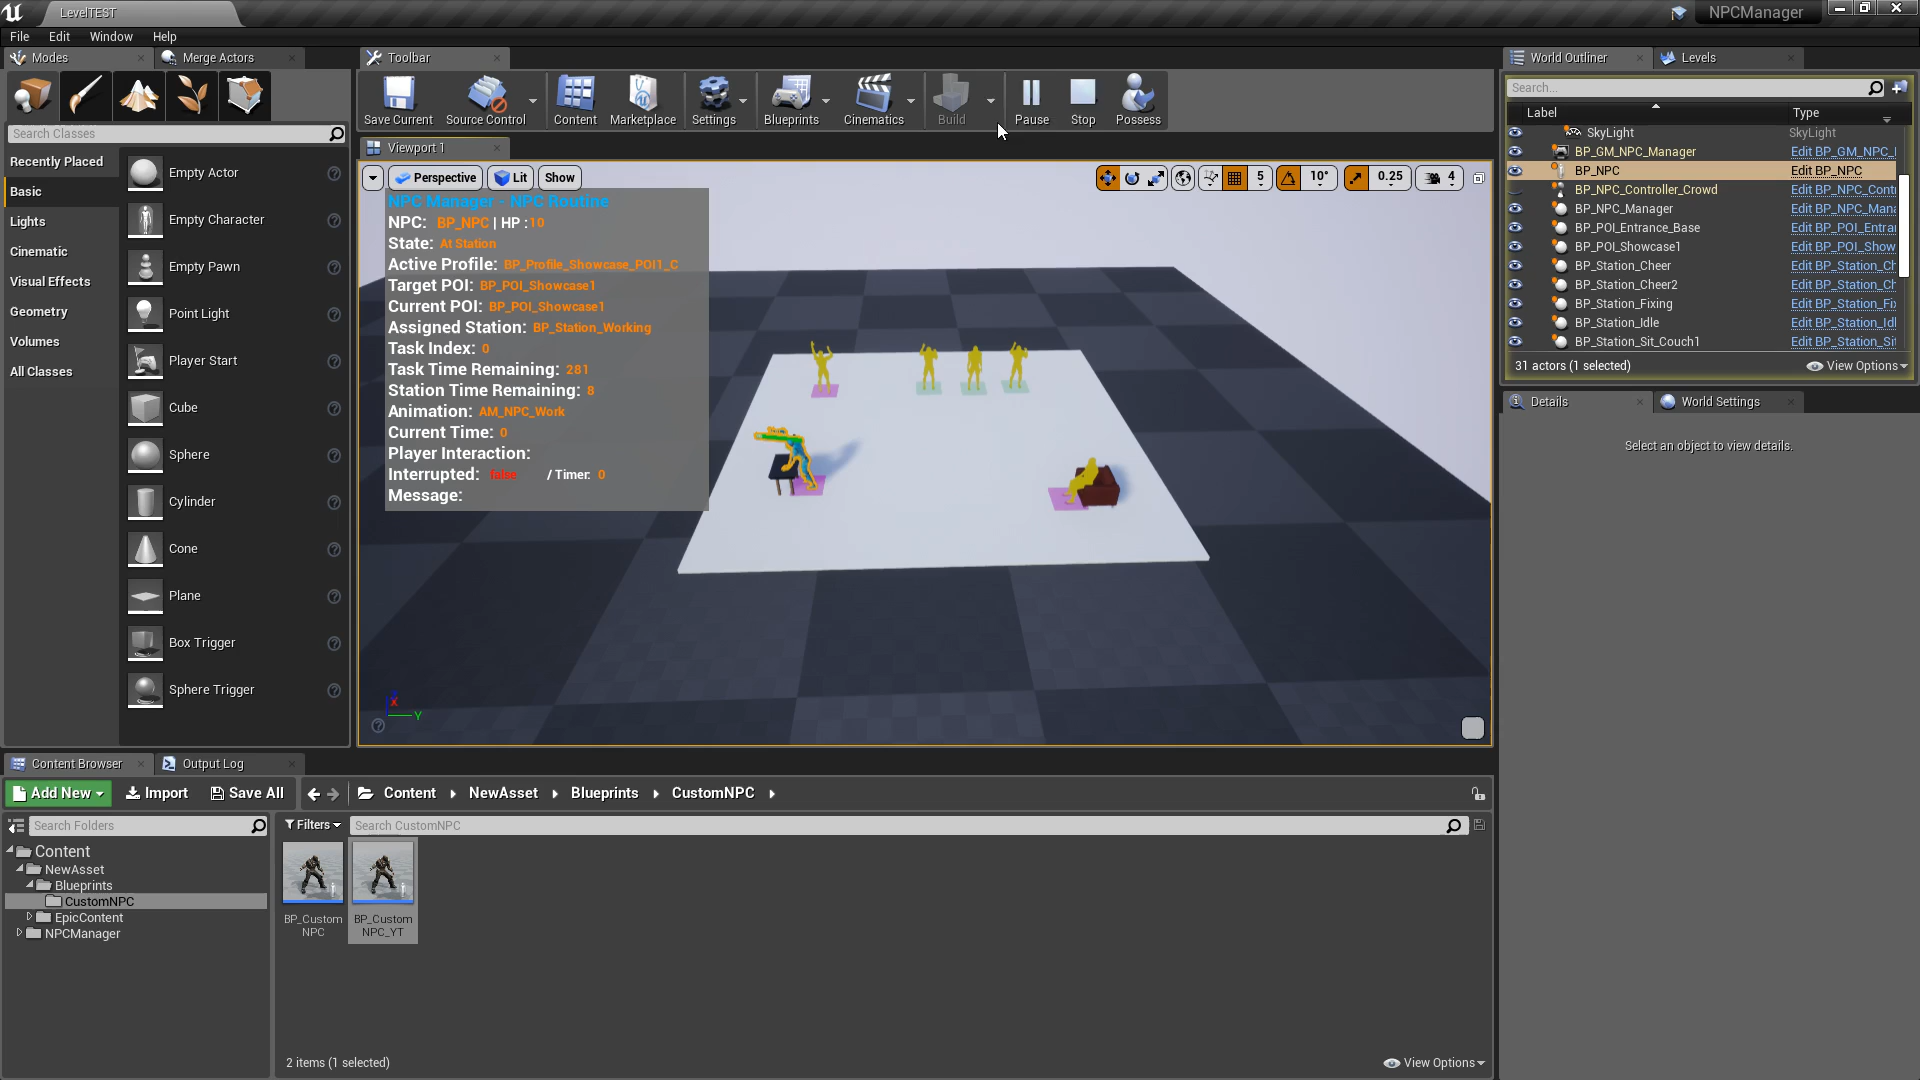 LevelTEST
NPCManager
File Edit Window Help
Modes
Merge Actors
Search Classes
Recently Placed
Basic
Lights
Cinematic
Visual Effects
Geometry
Volumes
All Classes
Empty Actor
Empty Character
Empty Pawn
Point Light
Player Start
Cube
Sphere
Cylinder
Cone
Plane
Box Trigger
Sphere Trigger
Toolbar
Save Current
Source Control
Content
Marketplace
Settings
Blueprints
Cinematics
Build
Pause
Stop
Possess
Viewport 1
Perspective Lit Show
5 10° 0.25 4
NPC Manager - NPC Routine
NPC: BP_NPC | HP :10
State: At Station
Active Profile: BP_Profile_Showcase_POI1_C
Target POI: BP_POI_Showcase1
Current POI: BP_POI_Showcase1
Assigned Station: BP_Station_Working
Task Index: 0
Task Time Remaining: 281
Station Time Remaining: 8
Animation: AM_NPC_Work
Current Time: 0
Player Interaction:
Interrupted: false / Timer: 0
Message:
X
Y
World Outliner
Levels
Search...
Label Type
SkyLight SkyLight
BP_GM_NPC_Manager Edit BP_GM_NPC_
BP_NPC Edit BP_NPC
BP_NPC_Controller_Crowd Edit BP_NPC_Cont
BP_NPC_Manager Edit BP_NPC_Man
BP_POI_Entrance_Base Edit BP_POI_Entra
BP_POI_Showcase1 Edit BP_POI_Show
BP_Station_Cheer Edit BP_Station_Ch
BP_Station_Cheer2 Edit BP_Station_Ch
BP_Station_Fixing Edit BP_Station_Fix
BP_Station_Idle Edit BP_Station_Idl
BP_Station_Sit_Couch1 Edit BP_Station_Sit
31 actors (1 selected)
View Options
Details
World Settings
Select an object to view details.
Content Browser
Output Log
Add New
Import
Save All
Content NewAsset Blueprints CustomNPC
Search Folders
Filters
Search CustomNPC
Content
NewAsset
Blueprints
CustomNPC
EpicContent
NPCManager
BP_Custom
NPC
BP_Custom
NPC_YT
2 items (1 selected)
View Options